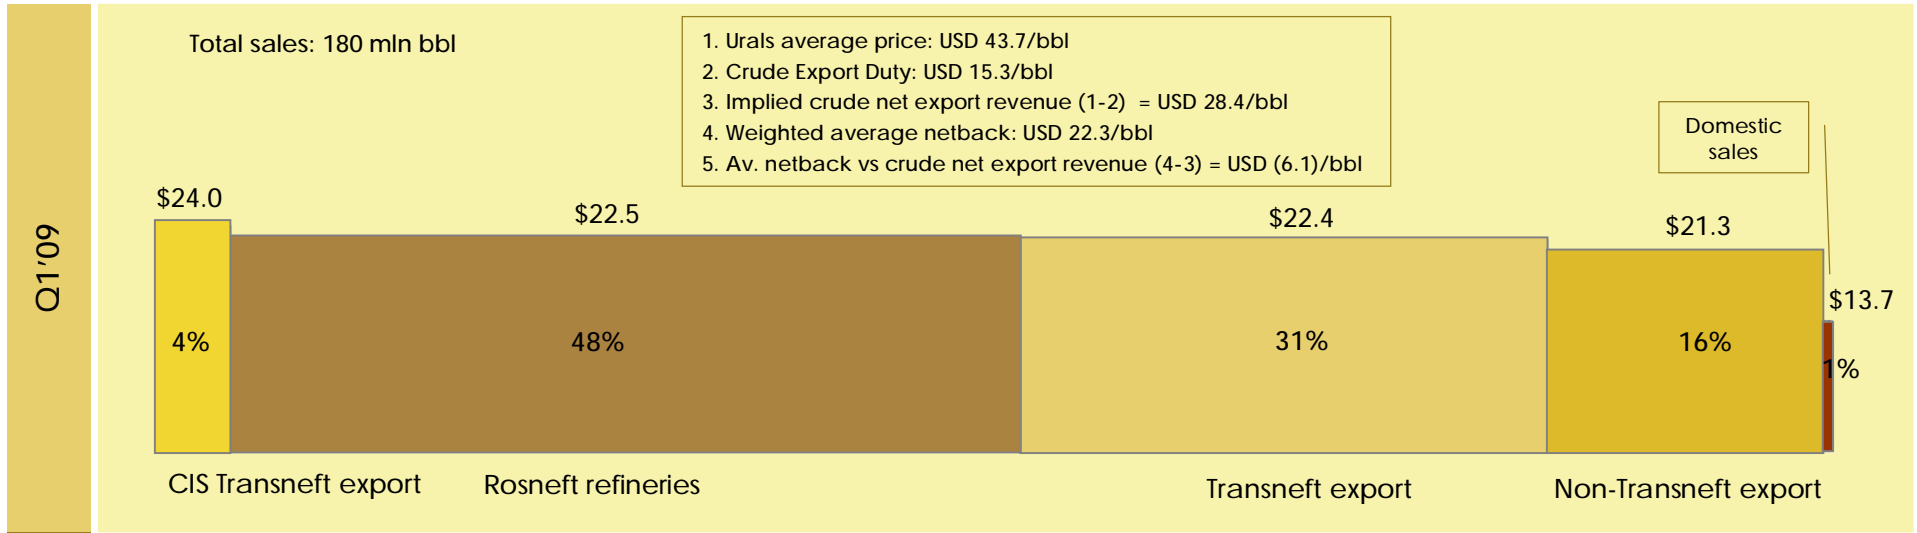 Total sales: 180 mln bbl
1. Urals average price: USD 43.7/bbl
2. Crude Export Duty: USD 15.3/bbl
3. Implied crude net export revenue (1-2) = USD 28.4/bbl
4. Weighted average netback: USD 22.3/bbl
5. Av. netback vs crude net export revenue (4-3) = USD (6.1)/bbl
Domestic
sales
Q1'09
$24.0
$22.5
$22.4
$21.3
$13.7
4%
48%
31%
16%
1%
CIS Transneft export
Rosneft refineries
Transneft export
Non-Transneft export